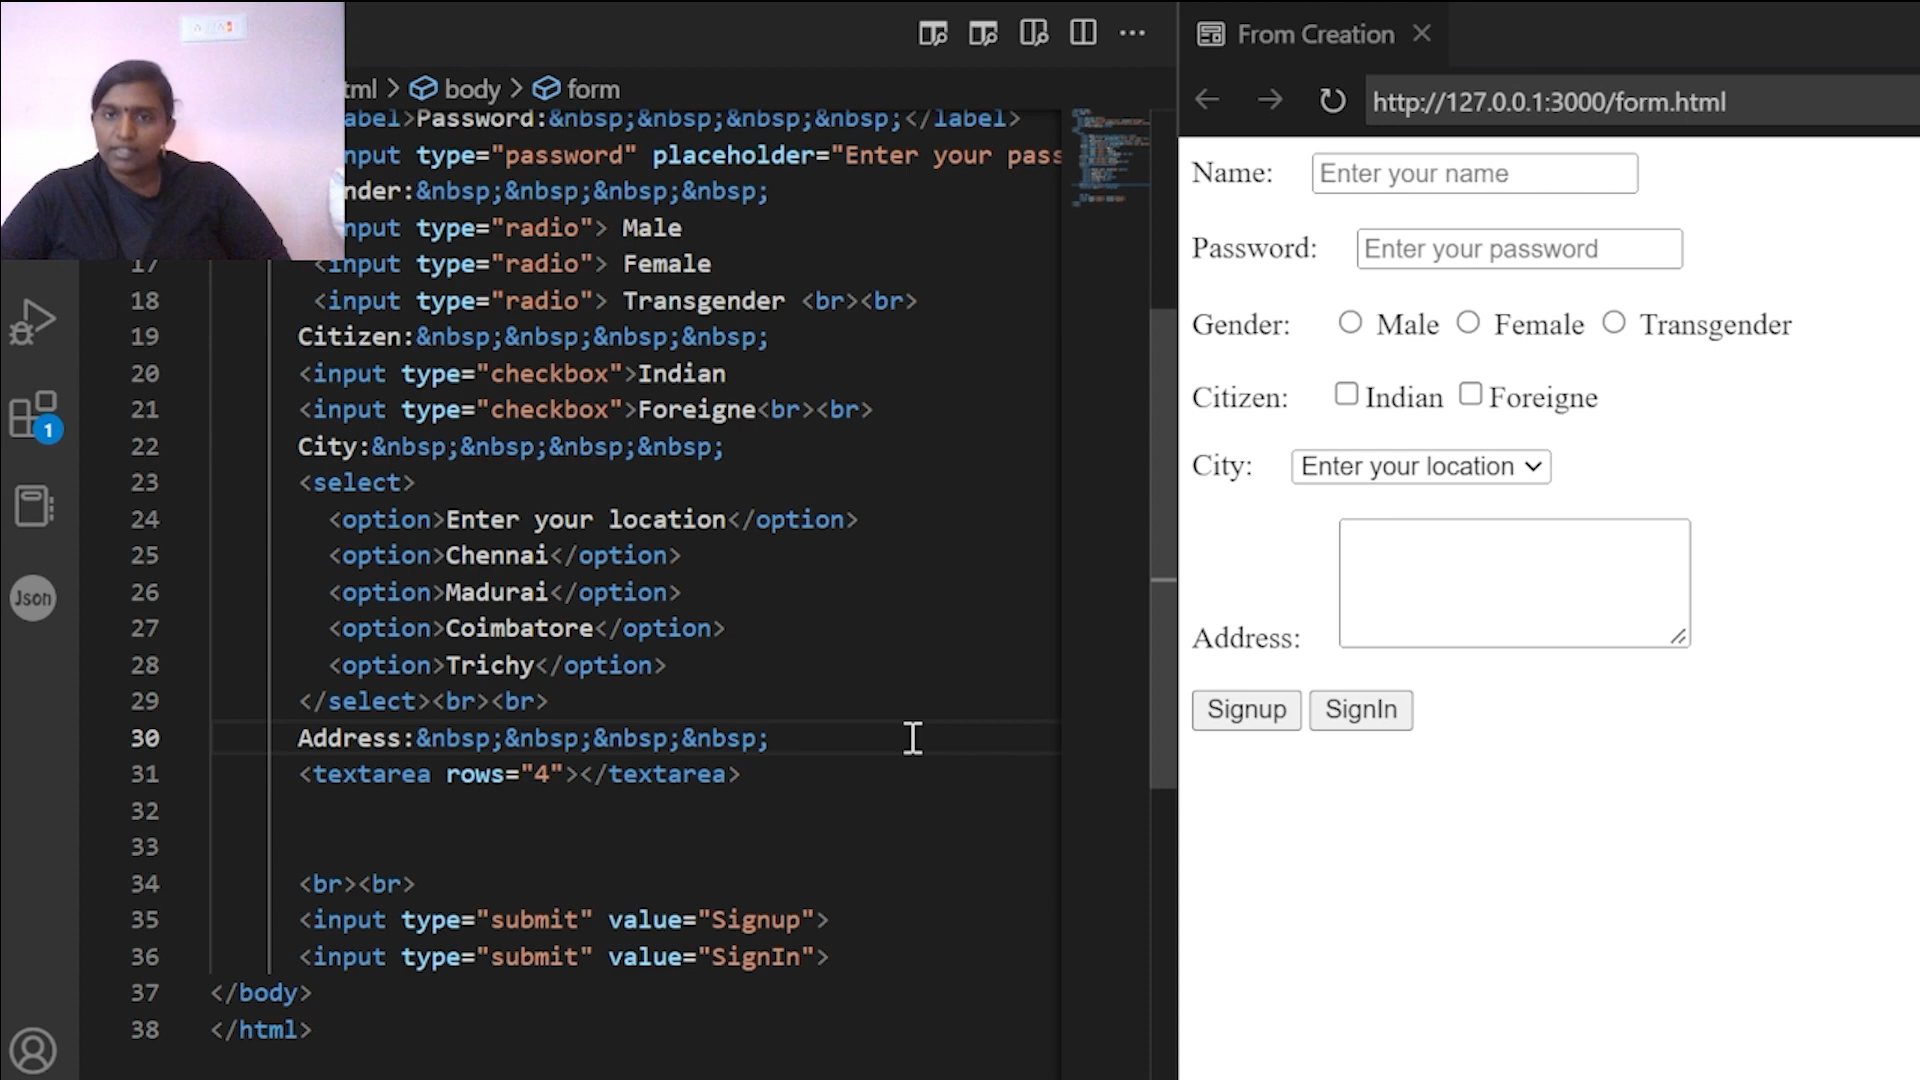 From Creation
tml > body > form
http://127.0.0.1:3000/form.html
abel>Password:&nbsp;&nbsp;&nbsp;&nbsp;</label>
nput type="password" placeholder="Enter your pass
nder:&nbsp;&nbsp;&nbsp;&nbsp;
nput type="radio"> Male
17 <input type="radio"> Female
18 <input type="radio"> Transgender <br><br>
19 Citizen:&nbsp;&nbsp;&nbsp;&nbsp;
20 <input type="checkbox">Indian
21 <input type="checkbox">Foreigne<br><br>
22 City:&nbsp;&nbsp;&nbsp;&nbsp;
23 <select>
24 <option>Enter your location</option>
25 <option>Chennai</option>
26 <option>Madurai</option>
27 <option>Coimbatore</option>
28 <option>Trichy</option>
29 </select><br><br>
30 Address:&nbsp;&nbsp;&nbsp;&nbsp;
31 <textarea rows="4"></textarea>
32
33
34 <br><br>
35 <input type="submit" value="Signup">
36 <input type="submit" value="SignIn">
37 </body>
38 </html>
1
Json
Name: Enter your name
Password: Enter your password
Gender: Male Female Transgender
Citizen: Indian Foreigne
City: Enter your location
Address:
Signup SignIn